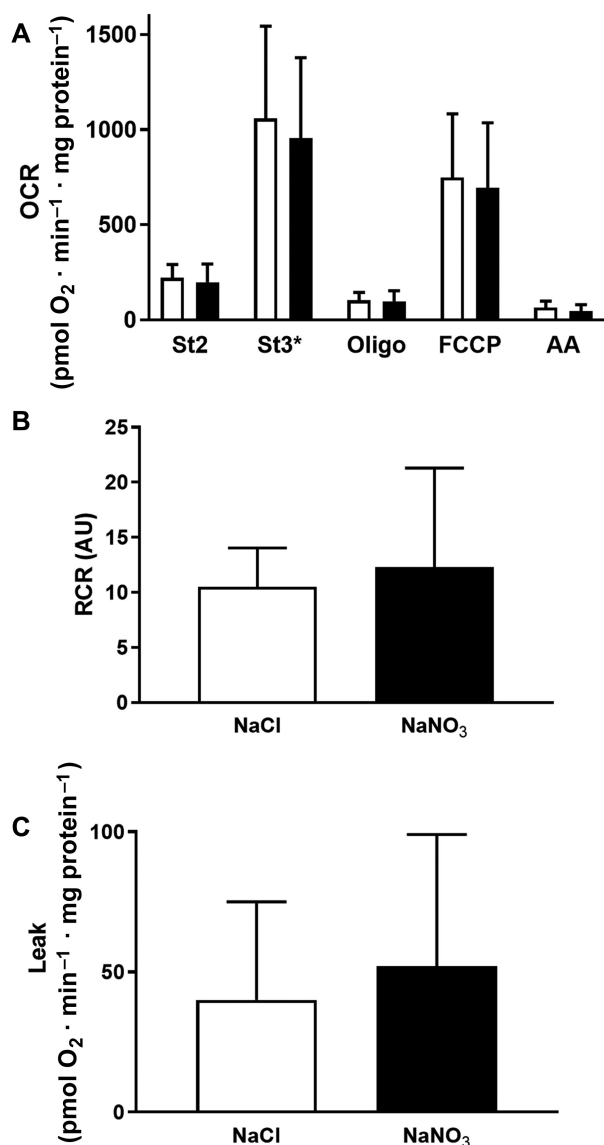 A
OCR
(pmol O₂ · min⁻¹ · mg protein⁻¹)
1500
1000
500
0
St2 St3* Oligo FCCP AA
B
RCR (AU)
25
20
15
10
5
0
NaCl NaNO₃
C
Leak
(pmol O₂ · min⁻¹ · mg protein⁻¹)
100
50
0
NaCl NaNO₃